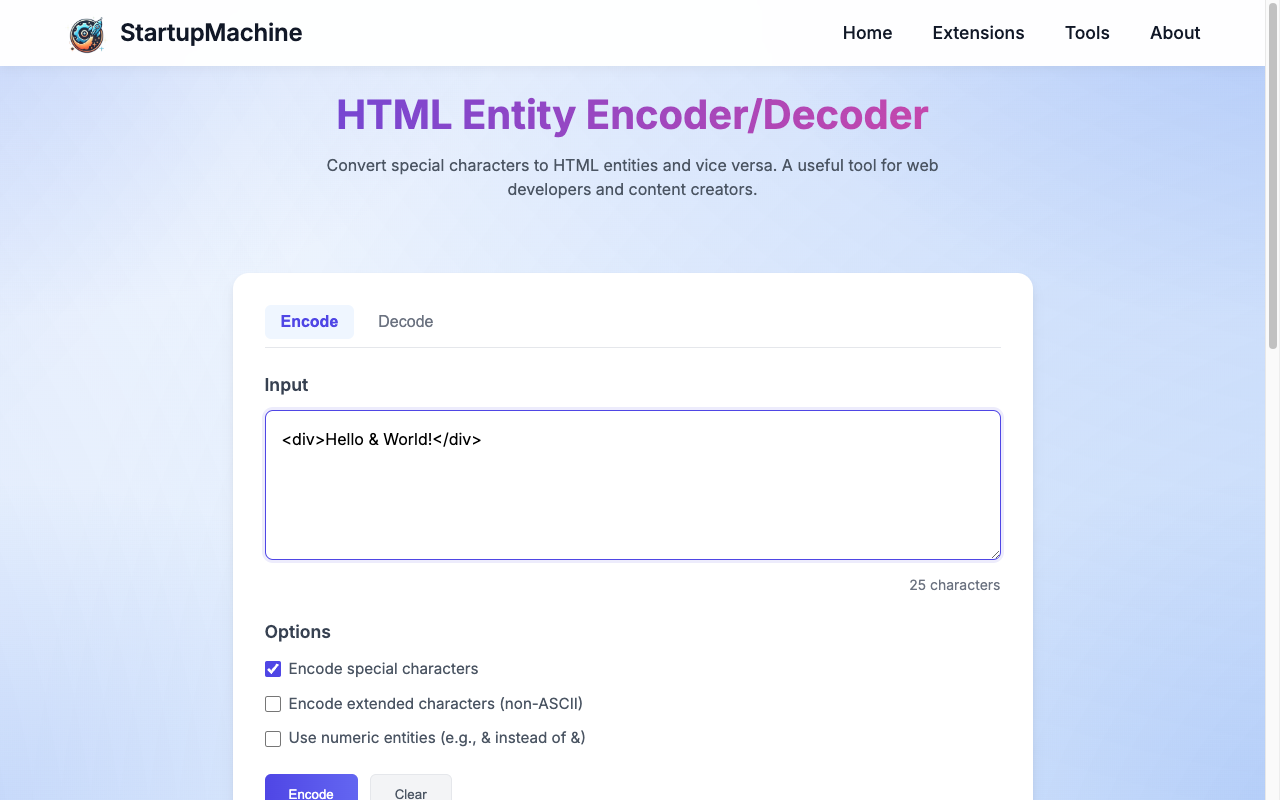 StartupMachine
Home
Extensions
Tools
About
HTML Entity Encoder/Decoder
Convert special characters to HTML entities and vice versa. A useful tool for web
developers and content creators.
Encode
Decode
Input
<div>Hello & World!</div>
25 characters
Options
Encode special characters
Encode extended characters (non-ASCII)
Use numeric entities (e.g., & instead of &)
Encode
Clear